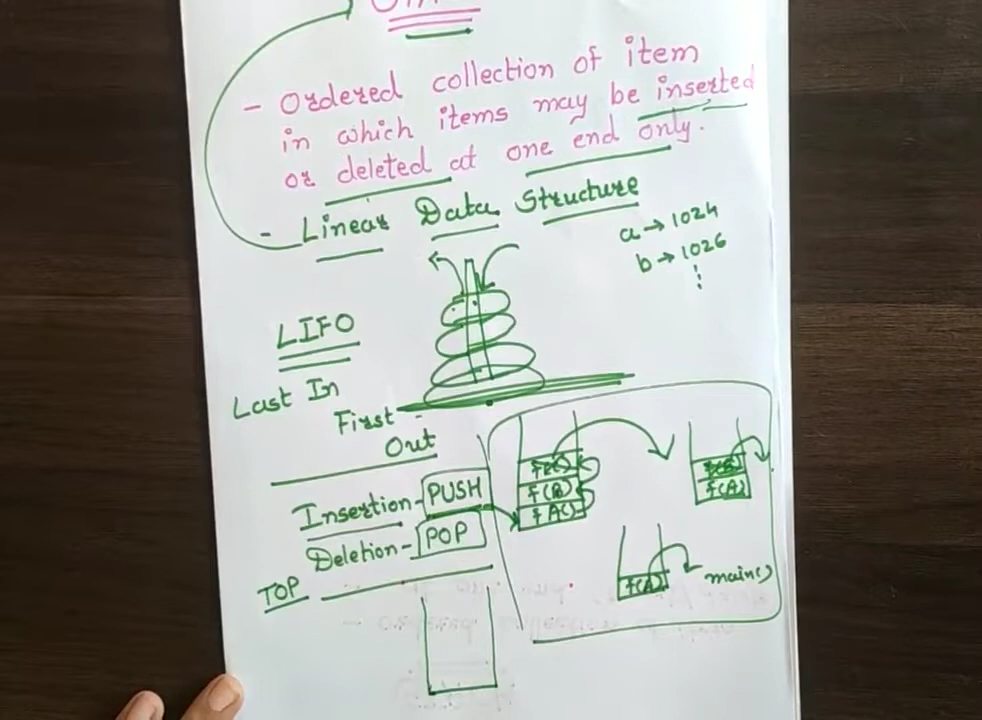 - Ordered collection of item
in which items may be inserted
or deleted at one end only.
- Linear Data Structure
a → 1024
b → 1026
LIFO
Last In
First
Out
Insertion - PUSH
Deletion - POP
TOP
f(B)
f A()
f(B)
f(A)
f(A)
main()